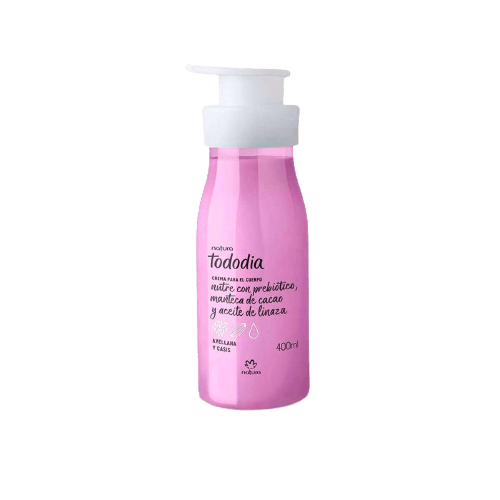 natura
tododia
CREMA PARA EL CUERPO
nutre con prebiótico,
manteca de cacao
y aceite de linaza
AVELLANA
Y CASIS
400ml
natura